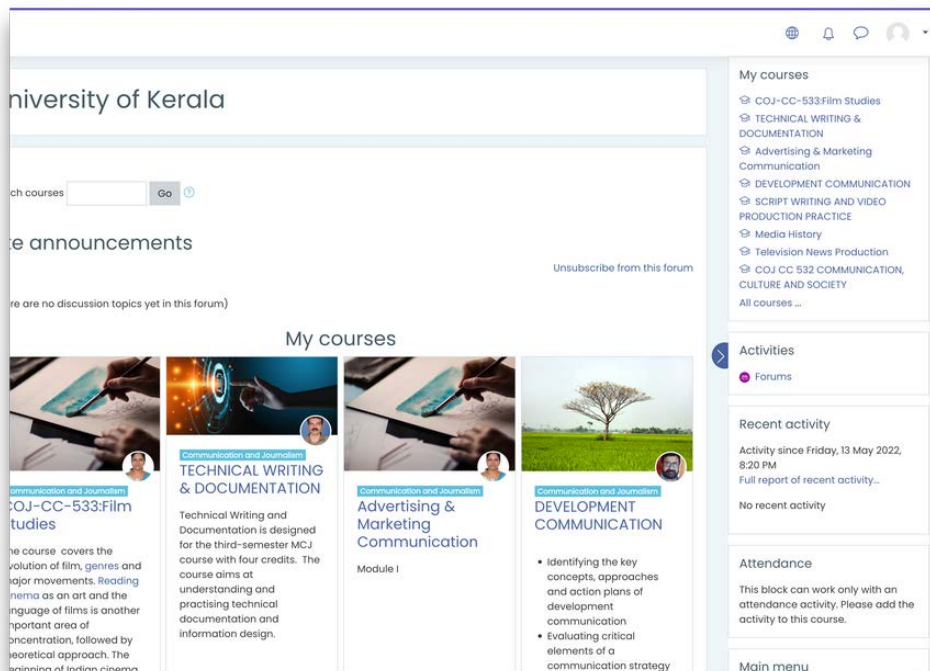 niversity of Kerala
ch courses
Go
te announcements
Unsubscribe from this forum
re are no discussion topics yet in this forum)
My courses
Communication and Journalism
COJ-CC-533:Film
tudies
he course covers the
volution of film, genres and
major movements. Reading
nema as an art and the
nguage of films is another
mportant area of
oncentration, followed by
heoretical approach. The
eginning of Indian cinema
Communication and Journalism
TECHNICAL WRITING
& DOCUMENTATION
Technical Writing and
Documentation is designed
for the third-semester MCJ
course with four credits. The
course aims at
understanding and
practising technical
documentation and
information design.
Communication and Journalism
Advertising &
Marketing
Communication
Module I
Communication and Journalism
DEVELOPMENT
COMMUNICATION
• Identifying the key
concepts, approaches
and action plans of
development
communication
• Evaluating critical
elements of a
communication strategy
My courses
COJ-CC-533:Film Studies
TECHNICAL WRITING &
DOCUMENTATION
Advertising & Marketing
Communication
DEVELOPMENT COMMUNICATION
SCRIPT WRITING AND VIDEO
PRODUCTION PRACTICE
Media History
Television News Production
COJ CC 532 COMMUNICATION,
CULTURE AND SOCIETY
All courses ...
Activities
Forums
Recent activity
Activity since Friday, 13 May 2022,
8:20 PM
Full report of recent activity...
No recent activity
Attendance
This block can work only with an
attendance activity. Please add the
activity to this course.
Main menu